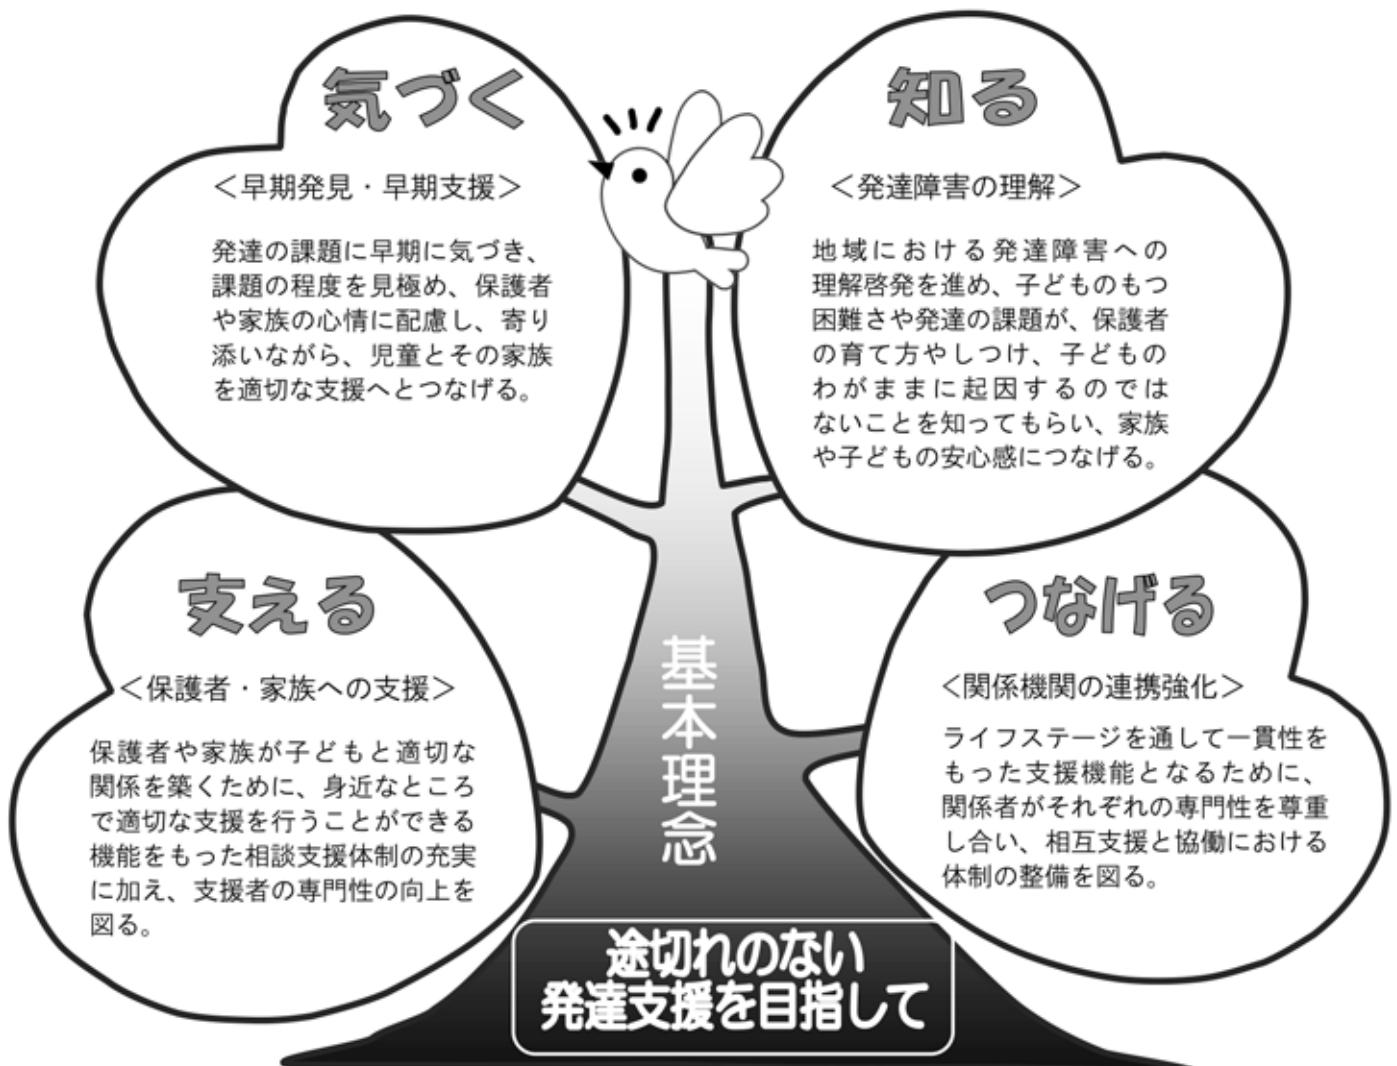 気づく
＜早期発見・早期支援＞
発達の課題に早期に気づき、
課題の程度を見極め、保護者
や家族の心情に配慮し、寄り
添いながら、児童とその家族
を適切な支援へとつなげる。
知る
＜発達障害の理解＞
地域における発達障害への
理解啓発を進め、子どものもつ
困難さや発達の課題が、保護者
の育て方やしつけ、子どもの
わがままに起因するのでは
ないことを知ってもらい、家族
や子どもの安心感につなげる。
支える
＜保護者・家族への支援＞
保護者や家族が子どもと適切な
関係を築くために、身近なところ
で適切な支援を行うことができる
機能をもった相談支援体制の充実
に加え、支援者の専門性の向上を
図る。
つなげる
＜関係機関の連携強化＞
ライフステージを通して一貫性を
もった支援機能となるために、
関係者がそれぞれの専門性を尊重
し合い、相互支援と協働における
体制の整備を図る。
基本理念
途切れのない
発達支援を目指して